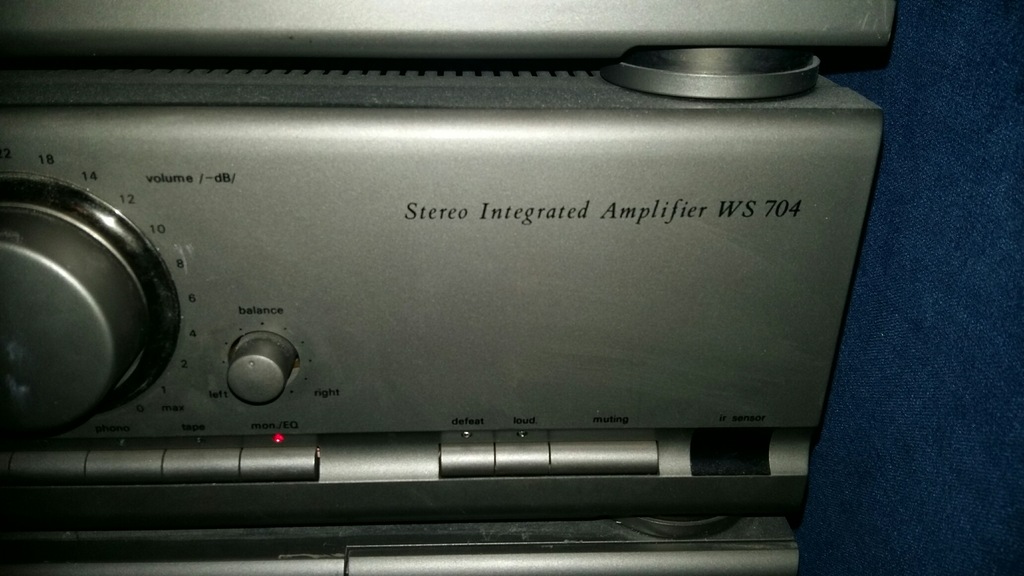 22
18
14
volume /-dB/
12
Stereo Integrated Amplifier WS 704
10
8
6
balance
4
2
left
right
1
0 max
phono tape mon./EQ
defeat loud. muting ir sensor